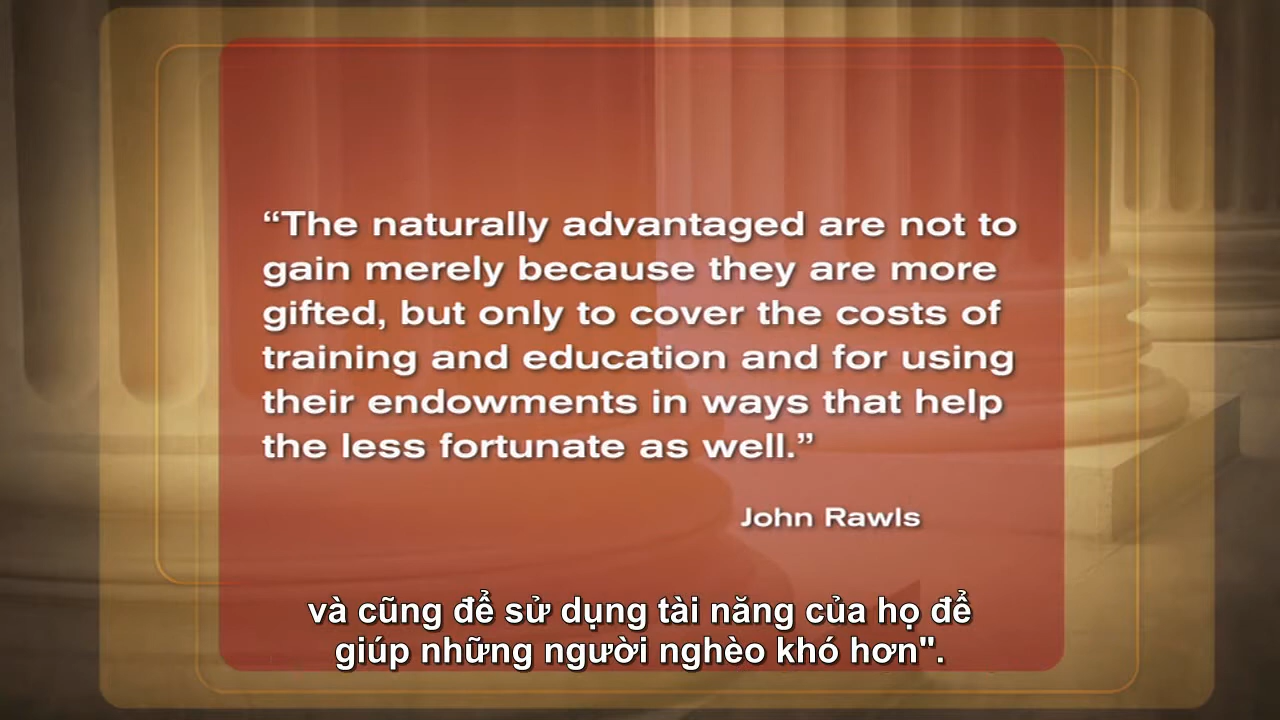 “The naturally advantaged are not to
gain merely because they are more
gifted, but only to cover the costs of
training and education and for using
their endowments in ways that help
the less fortunate as well.”
John Rawls
và cũng để sử dụng tài năng của họ để
giúp những người nghèo khó hơn".